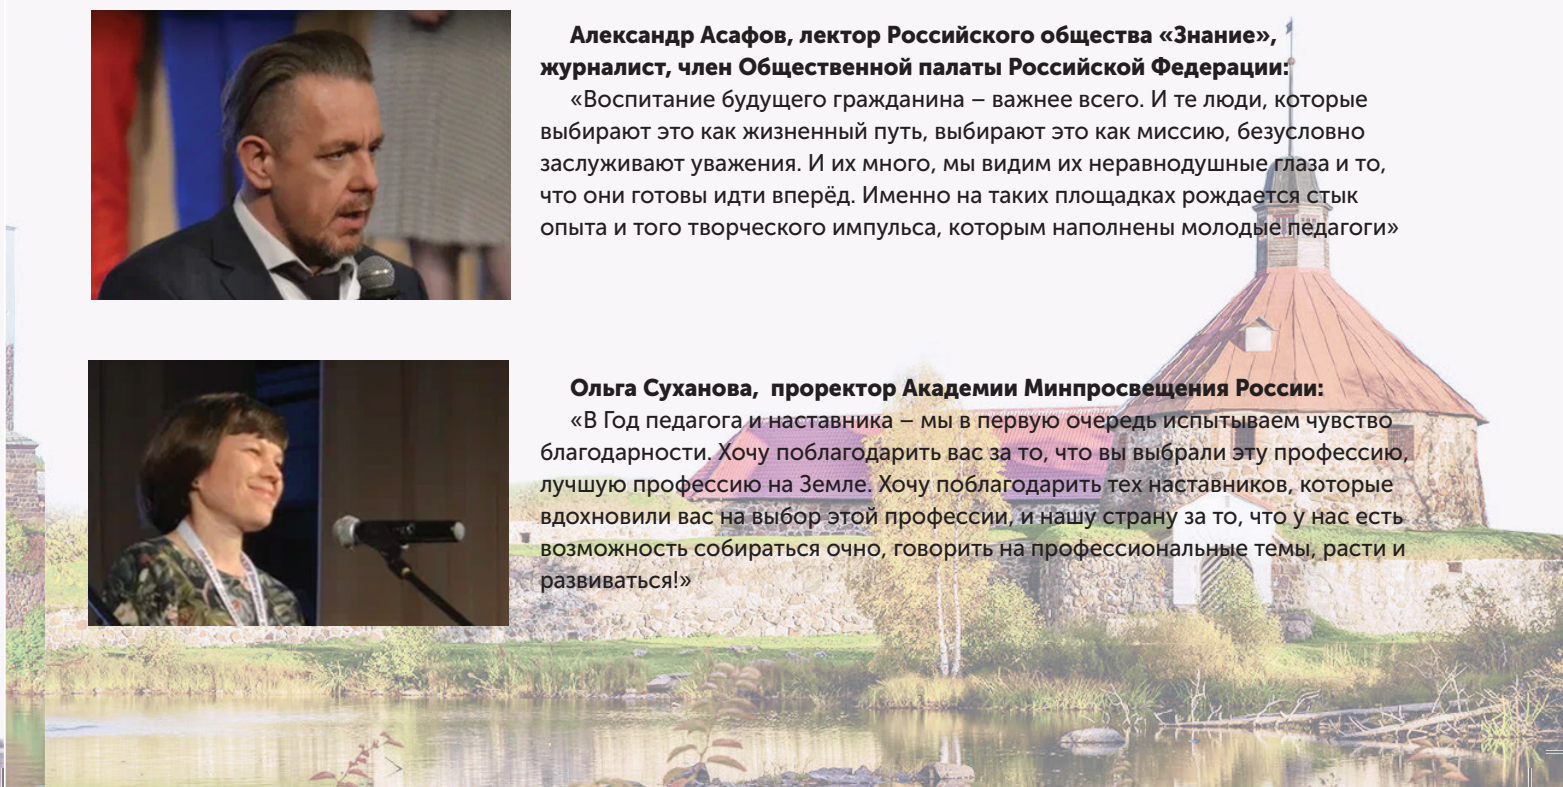 Александр Асафов, лектор Российского общества «Знание»,
журналист, член Общественной палаты Российской Федерации:
«Воспитание будущего гражданина – важнее всего. И те люди, которые
выбирают это как жизненный путь, выбирают это как миссию, безусловно
заслуживают уважения. И их много, мы видим их неравнодушные глаза и то,
что они готовы идти вперёд. Именно на таких площадках рождается стык
опыта и того творческого импульса, которым наполнены молодые педагоги»
Ольга Суханова, проректор Академии Минпросвещения России:
«В Год педагога и наставника – мы в первую очередь испытываем чувство
благодарности. Хочу поблагодарить вас за то, что вы выбрали эту профессию,
лучшую профессию на Земле. Хочу поблагодарить тех наставников, которые
вдохновили вас на выбор этой профессии, и нашу страну за то, что у нас есть
возможность собираться очно, говорить на профессиональные темы, расти и
развиваться!»